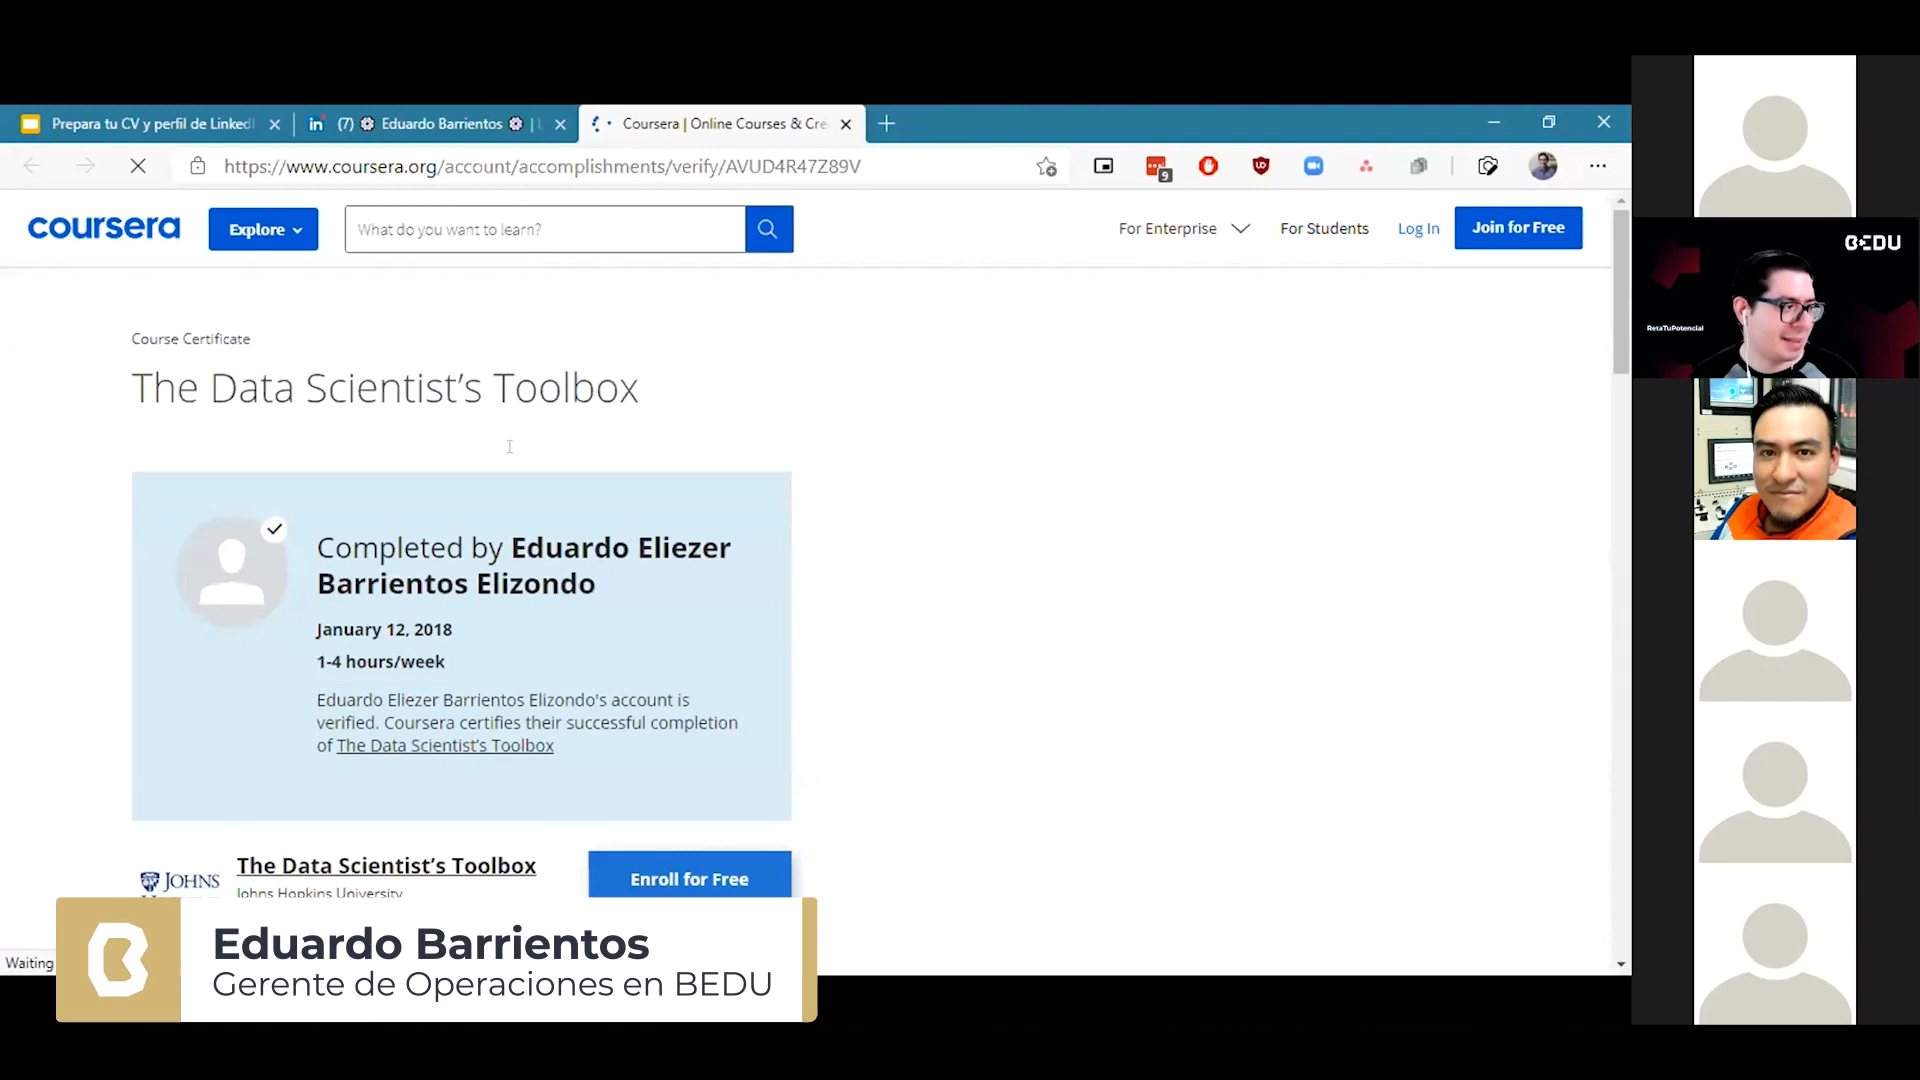 Prepara tu CV y perfil de Linked
(7) Eduardo Barrientos
Coursera | Online Courses & Cre
https://www.coursera.org/account/accomplishments/verify/AVUD4R47Z89V
9
coursera
Explore
What do you want to learn?
For Enterprise
For Students
Log In
Join for Free
Course Certificate
The Data Scientist’s Toolbox
Completed by Eduardo Eliezer
Barrientos Elizondo
January 12, 2018
1-4 hours/week
Eduardo Eliezer Barrientos Elizondo's account is
verified. Coursera certifies their successful completion
of The Data Scientist’s Toolbox
JOHNS
The Data Scientist’s Toolbox
Johns Hopkins University
Enroll for Free
Waiting
Eduardo Barrientos
Gerente de Operaciones en BEDU
BEDU
RetaTuPotencial